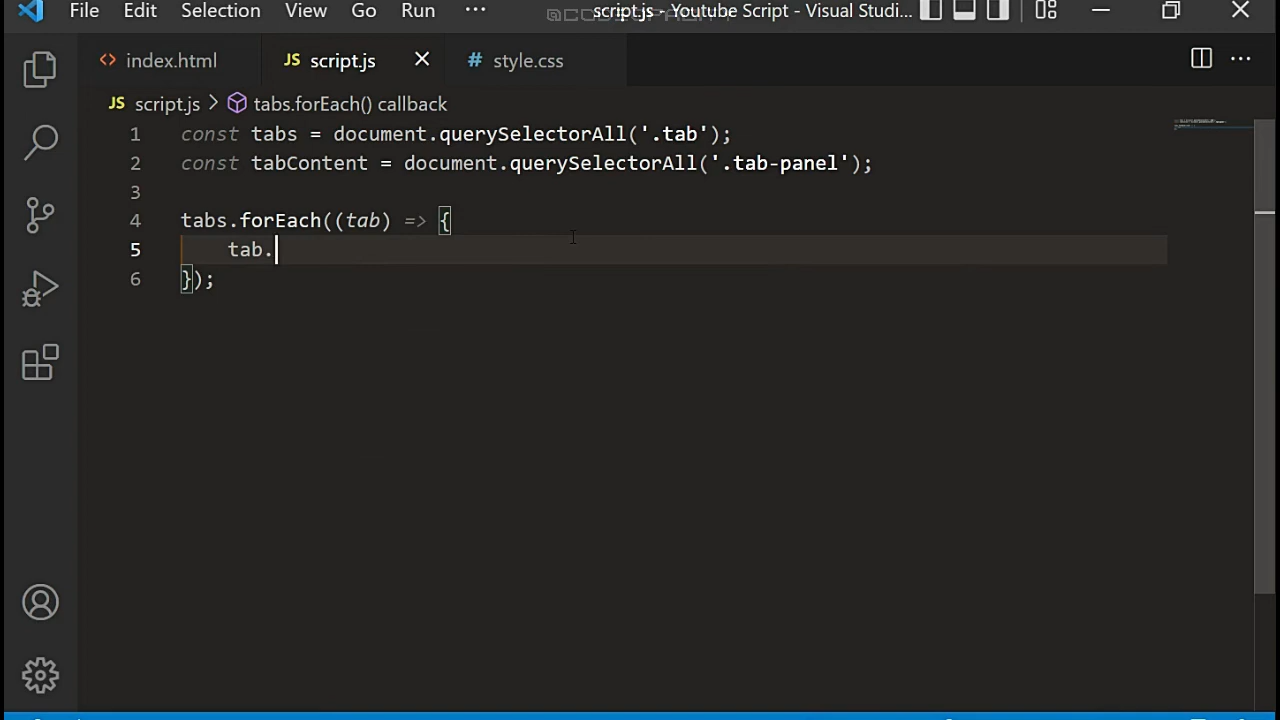 File Edit Selection View Go Run ··· script.js - Youtube Script - Visual Studi...
index.html JS script.js # style.css
JS script.js > tabs.forEach() callback
1 const tabs = document.querySelectorAll('.tab');
2 const tabContent = document.querySelectorAll('.tab-panel');
3
4 tabs.forEach((tab) => {
5 tab.
6 });